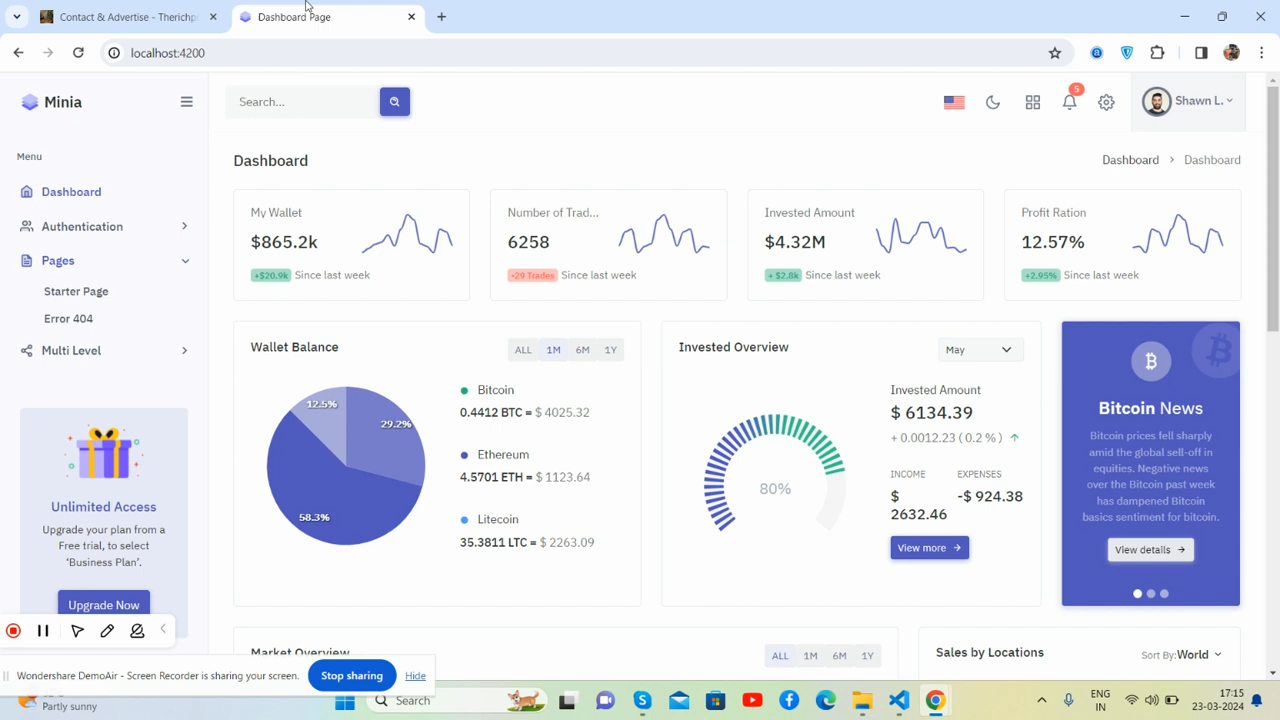 Contact & Advertise - Therichp
Dashboard Page
localhost:4200
Minia
Search...
5
Shawn L.
Menu
Dashboard
Authentication
Pages
Starter Page
Error 404
Multi Level
Unlimited Access
Upgrade your plan from a
Free trial, to select
‘Business Plan’.
Upgrade Now
Dashboard
Dashboard > Dashboard
My Wallet
$865.2k
+$20.9k Since last week
Number of Trad...
6258
-29 Trades Since last week
Invested Amount
$4.32M
+ $2.8k Since last week
Profit Ration
12.57%
+2.95% Since last week
Wallet Balance
ALL 1M 6M 1Y
12.5%
29.2%
58.3%
Bitcoin
0.4412 BTC = $ 4025.32
Ethereum
4.5701 ETH = $ 1123.64
Litecoin
35.3811 LTC = $ 2263.09
Invested Overview
May
80%
Invested Amount
$ 6134.39
+ 0.0012.23 ( 0.2 % ) ↑
INCOME EXPENSES
$ -$ 924.38
2632.46
View more →
Bitcoin News
Bitcoin prices fell sharply
amid the global sell-off in
equities. Negative news
over the Bitcoin past week
has dampened Bitcoin
basics sentiment for bitcoin.
View details →
Market Overview
ALL 1M 6M 1Y
Sales by Locations
Sort By:World
Wondershare DemoAir - Screen Recorder is sharing your screen.
Stop sharing
Hide
Partly sunny
Search
ENG
IN
17:15
23-03-2024